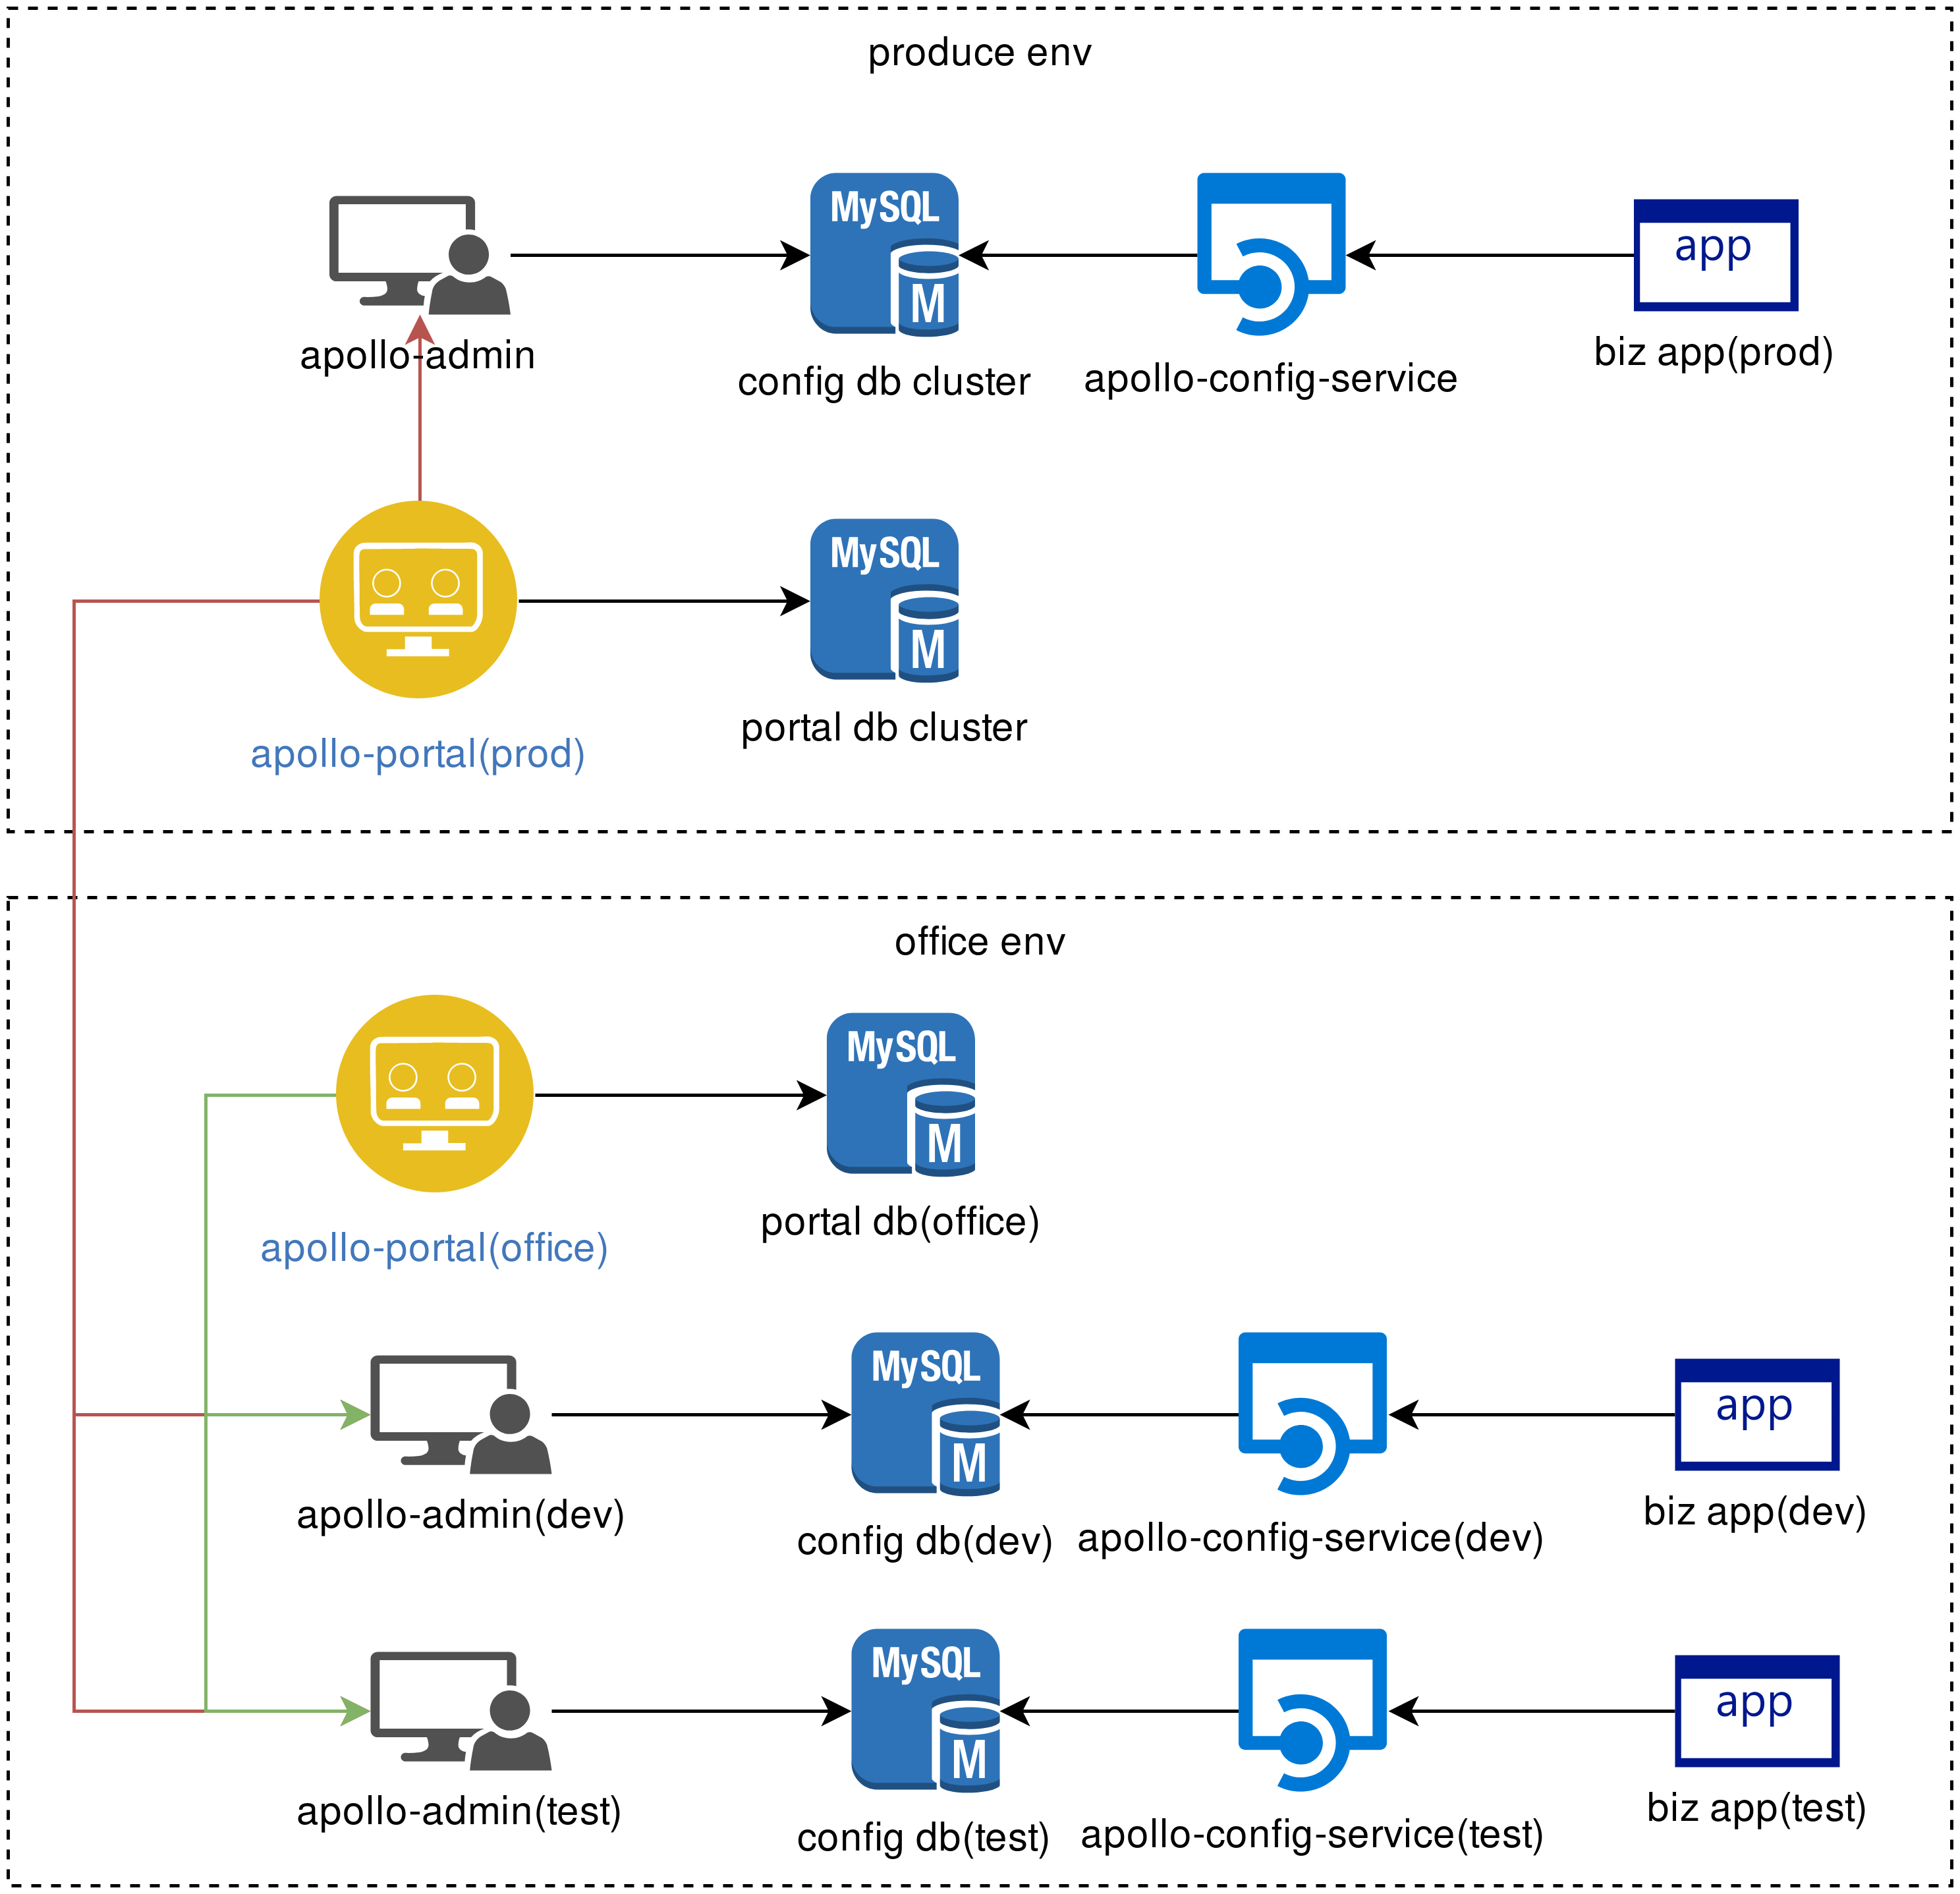 produce env
MySQL
M
app
apollo-admin
config db cluster
apollo-config-service
biz app(prod)
MySQL
M
apollo-portal(prod)
portal db cluster
office env
MySQL
M
apollo-portal(office)
portal db(office)
MySQL
M
app
apollo-admin(dev)
config db(dev)
apollo-config-service(dev)
biz app(dev)
MySQL
M
app
apollo-admin(test)
config db(test)
apollo-config-service(test)
biz app(test)